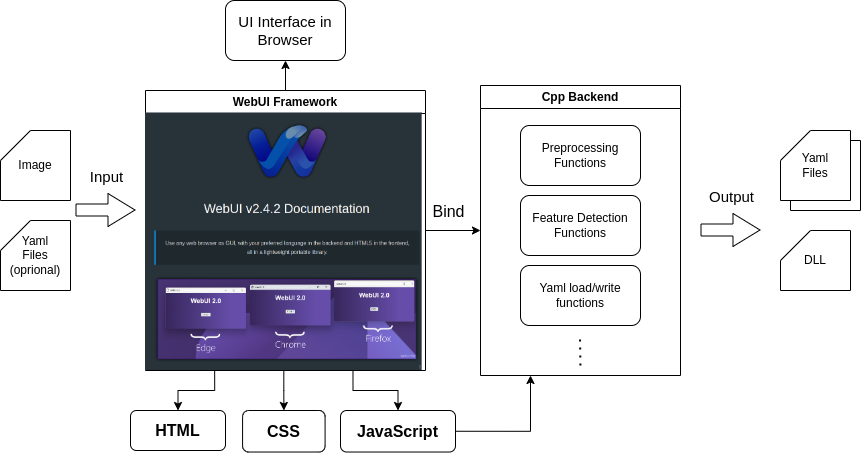 UI Interface in
Browser
WebUI Framework
Cpp Backend
Image
Input
Yaml
Files
(oprional)
WebUI v2.4.2 Documentation
Use any web browser as GUI, with your preferred language in the backend and HTML5 in the frontend,
all in a lightweight portable library.
WebUI 2.0
WebUI 2.0
WebUI 2.0
Edge
Chrome
Firefox
Bind
Preprocessing
Functions
Feature Detection
Functions
Yaml load/write
functions
Output
Yaml
Files
DLL
HTML
CSS
JavaScript